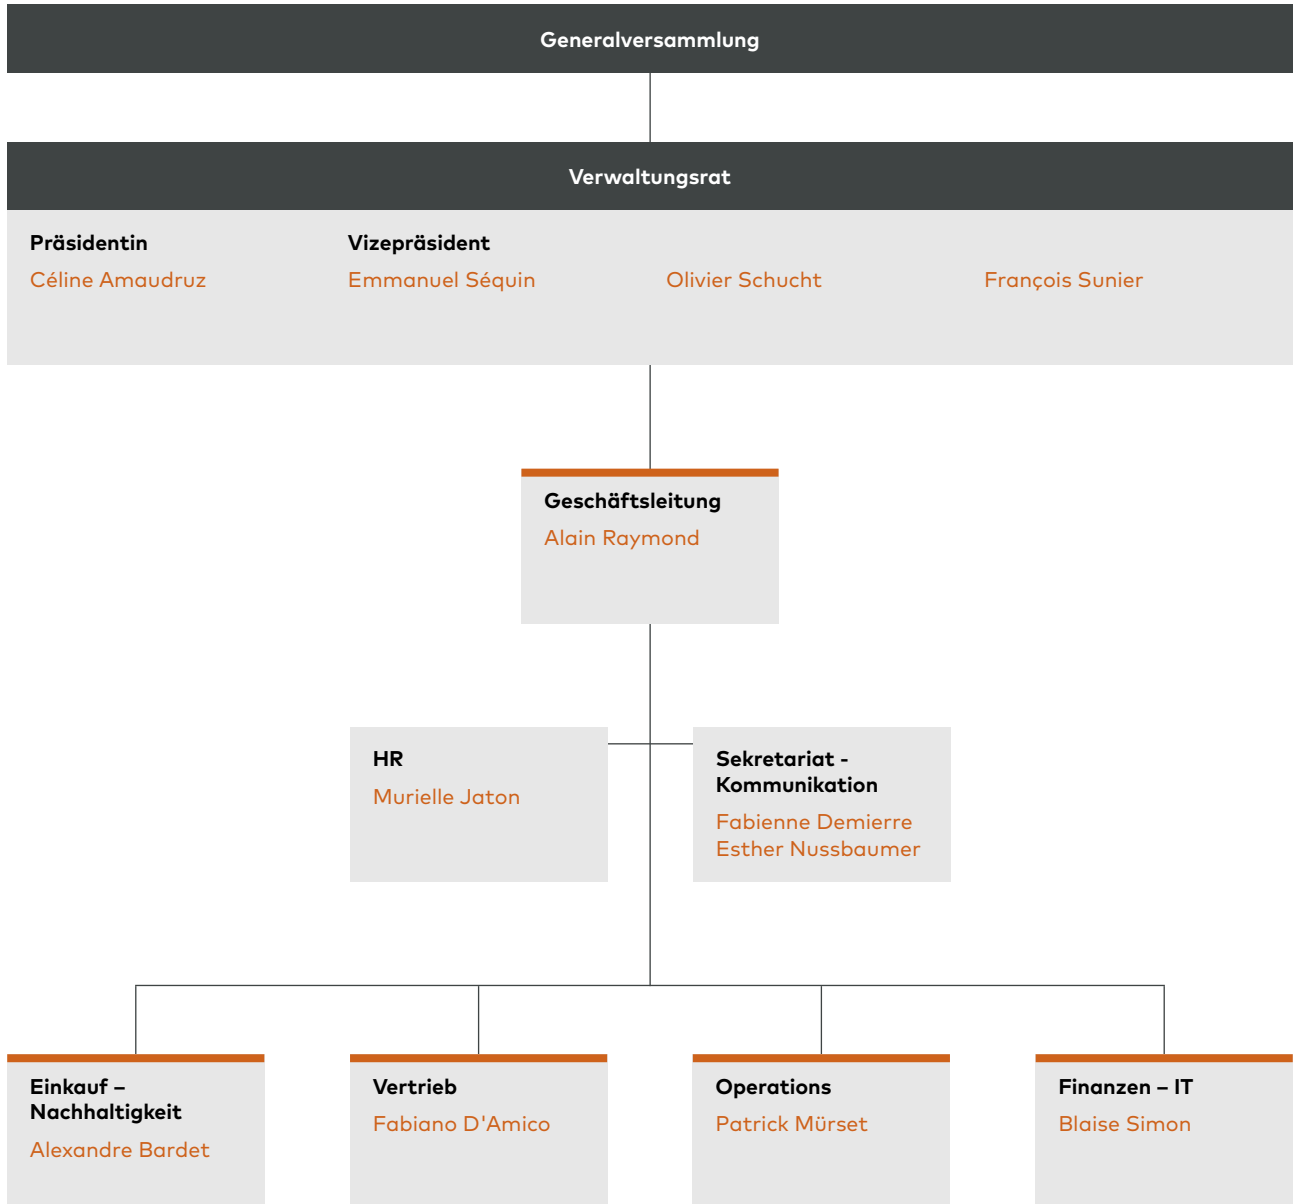 Generalversammlung
Verwaltungsrat
Präsidentin
Céline Amaudruz
Vizepräsident
Emmanuel Séquin
Olivier Schucht
François Sunier
Geschäftsleitung
Alain Raymond
HR
Murielle Jaton
Sekretariat -
Kommunikation
Fabienne Demierre
Esther Nussbaumer
Einkauf –
Nachhaltigkeit
Alexandre Bardet
Vertrieb
Fabiano D'Amico
Operations
Patrick Mürset
Finanzen – IT
Blaise Simon